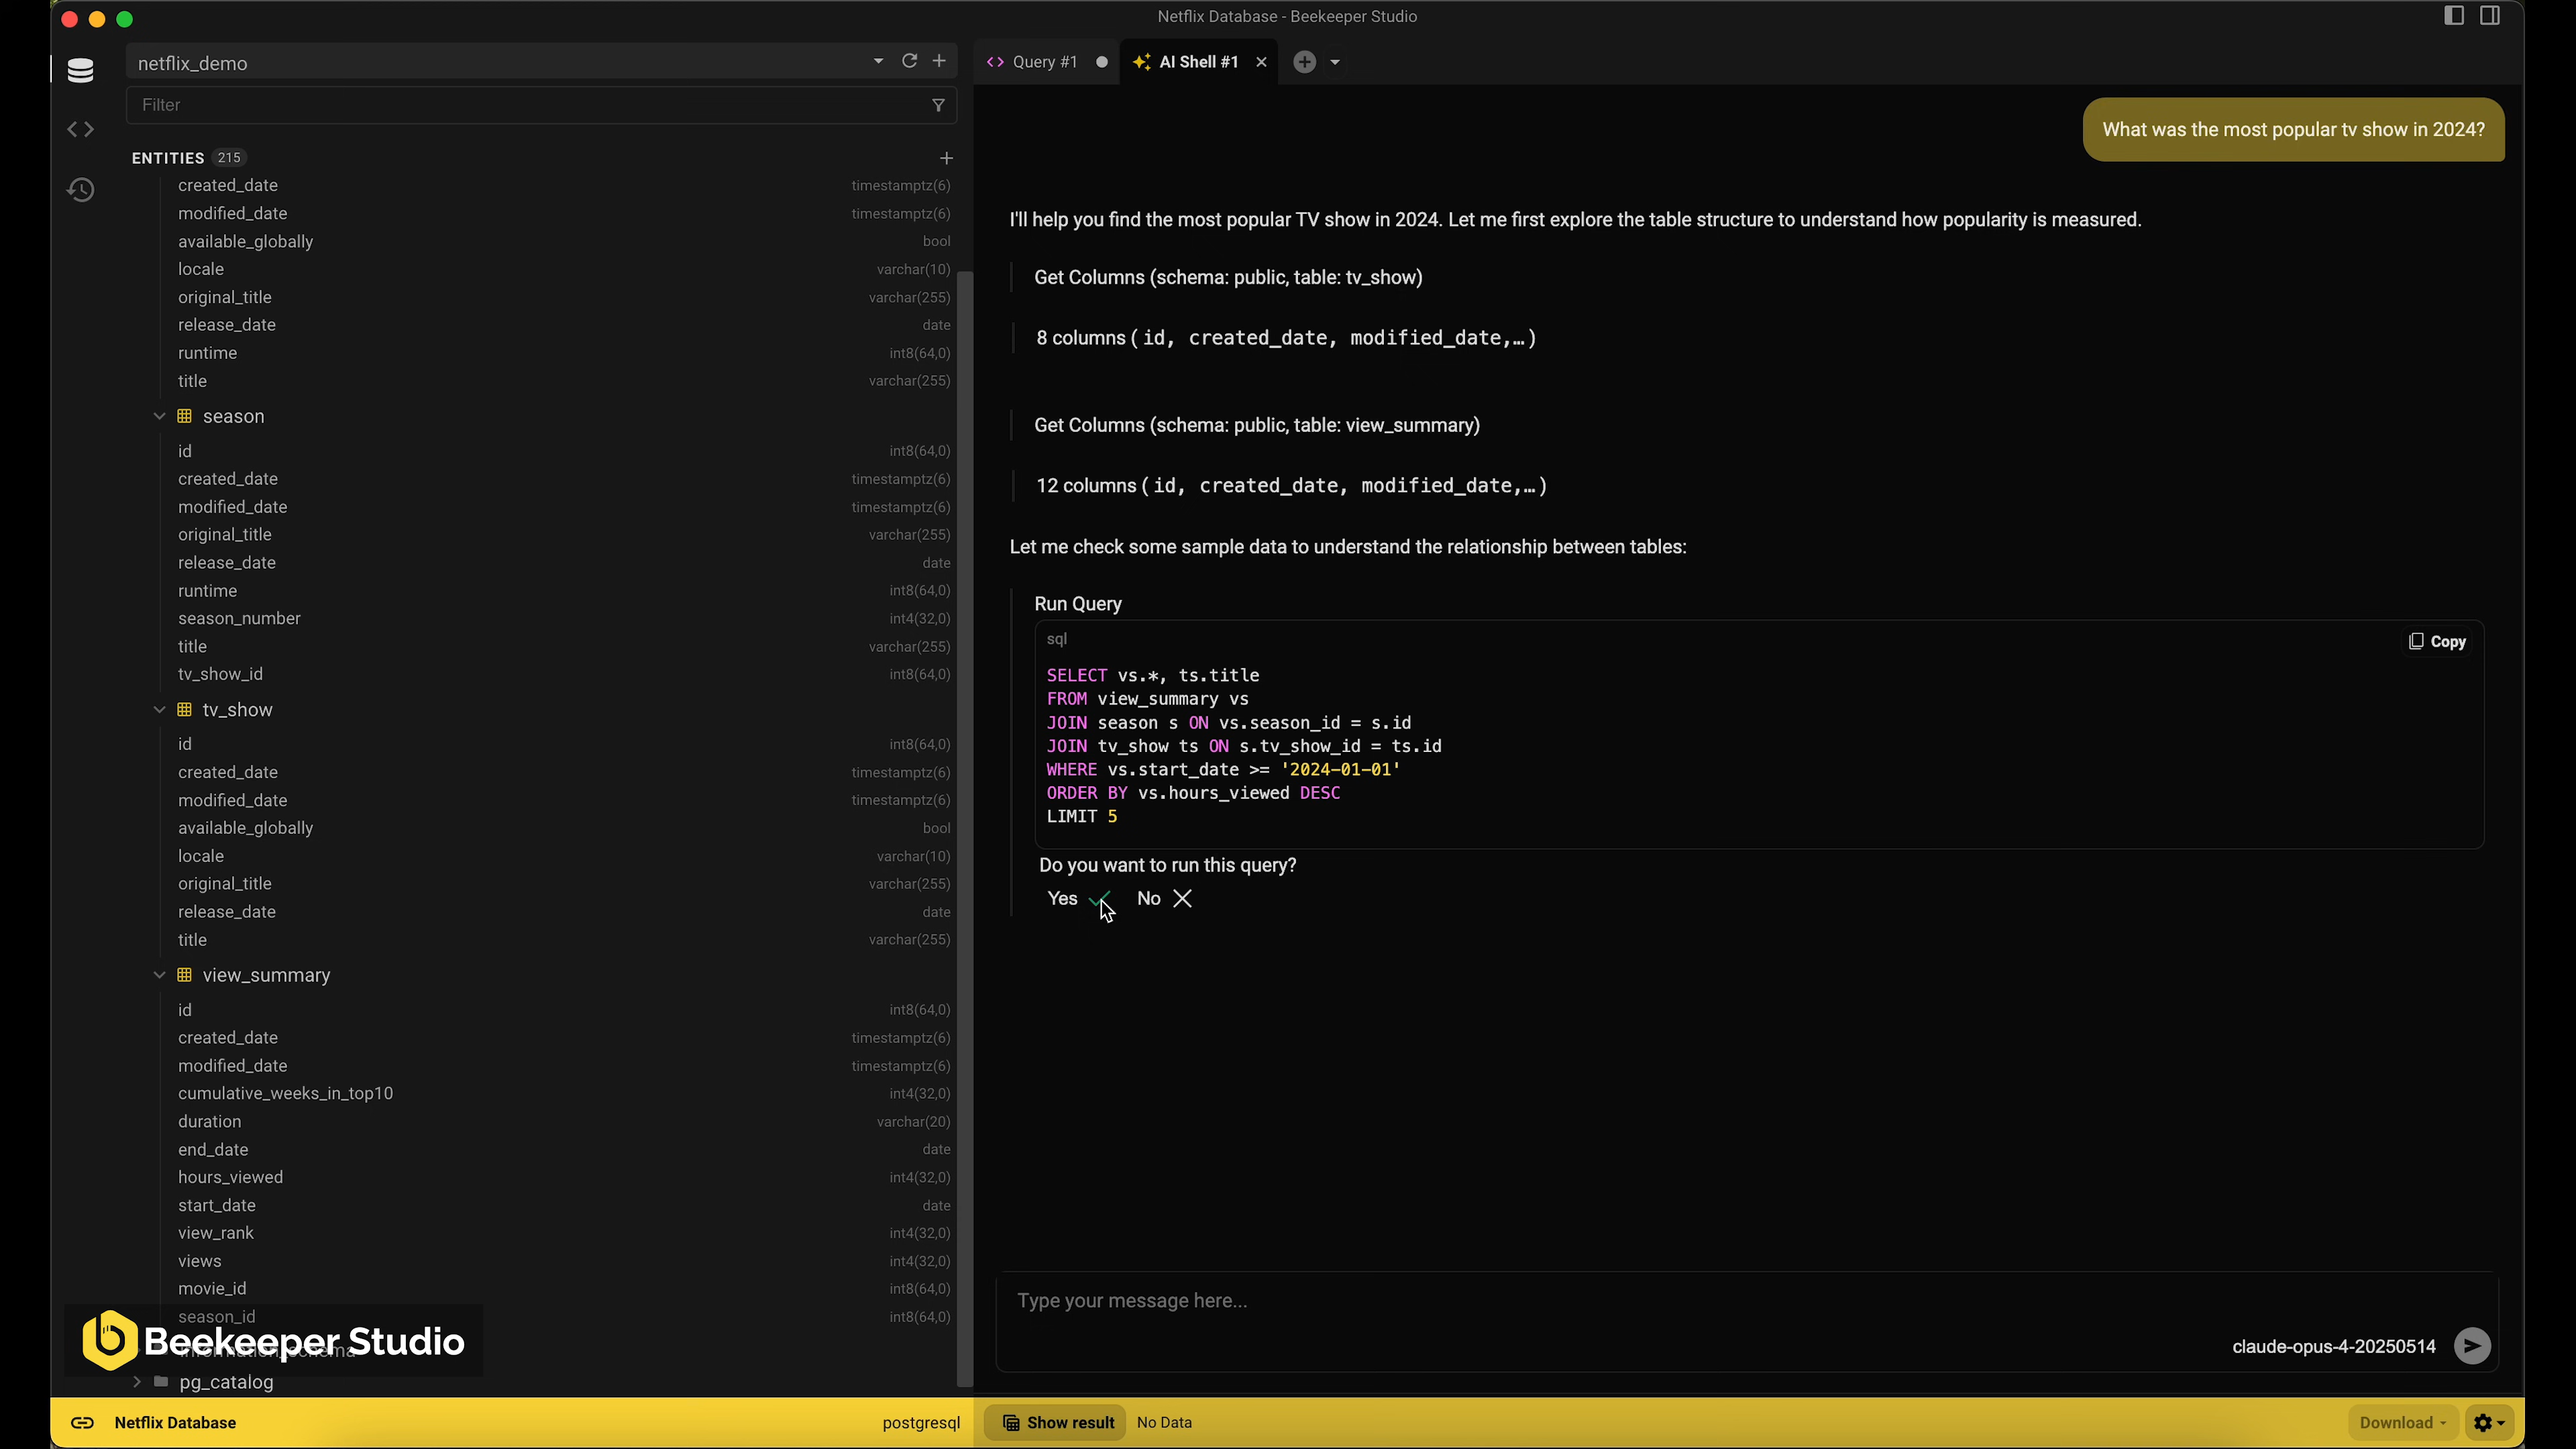 Netflix Database - Beekeeper Studio
netflix_demo
Filter
ENTITIES 215
created_date timestamptz(6)
modified_date timestamptz(6)
available_globally bool
locale varchar(10)
original_title varchar(255)
release_date date
runtime int8(64,0)
title varchar(255)
season
id int8(64,0)
created_date timestamptz(6)
modified_date timestamptz(6)
original_title varchar(255)
release_date date
runtime int8(64,0)
season_number int4(32,0)
title varchar(255)
tv_show_id int8(64,0)
tv_show
id int8(64,0)
created_date timestamptz(6)
modified_date timestamptz(6)
available_globally bool
locale varchar(10)
original_title varchar(255)
release_date date
title varchar(255)
view_summary
id int8(64,0)
created_date timestamptz(6)
modified_date timestamptz(6)
cumulative_weeks_in_top10 int4(32,0)
duration varchar(20)
end_date date
hours_viewed int4(32,0)
start_date date
view_rank int4(32,0)
views int4(32,0)
movie_id int8(64,0)
season_id int8(64,0)
information_schema
Beekeeper Studio
pg_catalog
Netflix Database postgresql
Query #1 AI Shell #1
What was the most popular tv show in 2024?
I'll help you find the most popular TV show in 2024. Let me first explore the table structure to understand how popularity is measured.
Get Columns (schema: public, table: tv_show)
8 columns (id, created_date, modified_date,…)
Get Columns (schema: public, table: view_summary)
12 columns (id, created_date, modified_date,…)
Let me check some sample data to understand the relationship between tables:
Run Query
sql Copy
SELECT vs.*, ts.title
FROM view_summary vs
JOIN season s ON vs.season_id = s.id
JOIN tv_show ts ON s.tv_show_id = ts.id
WHERE vs.start_date >= '2024-01-01'
ORDER BY vs.hours_viewed DESC
LIMIT 5
Do you want to run this query?
Yes No
Type your message here...
claude-opus-4-20250514
Show result No Data Download